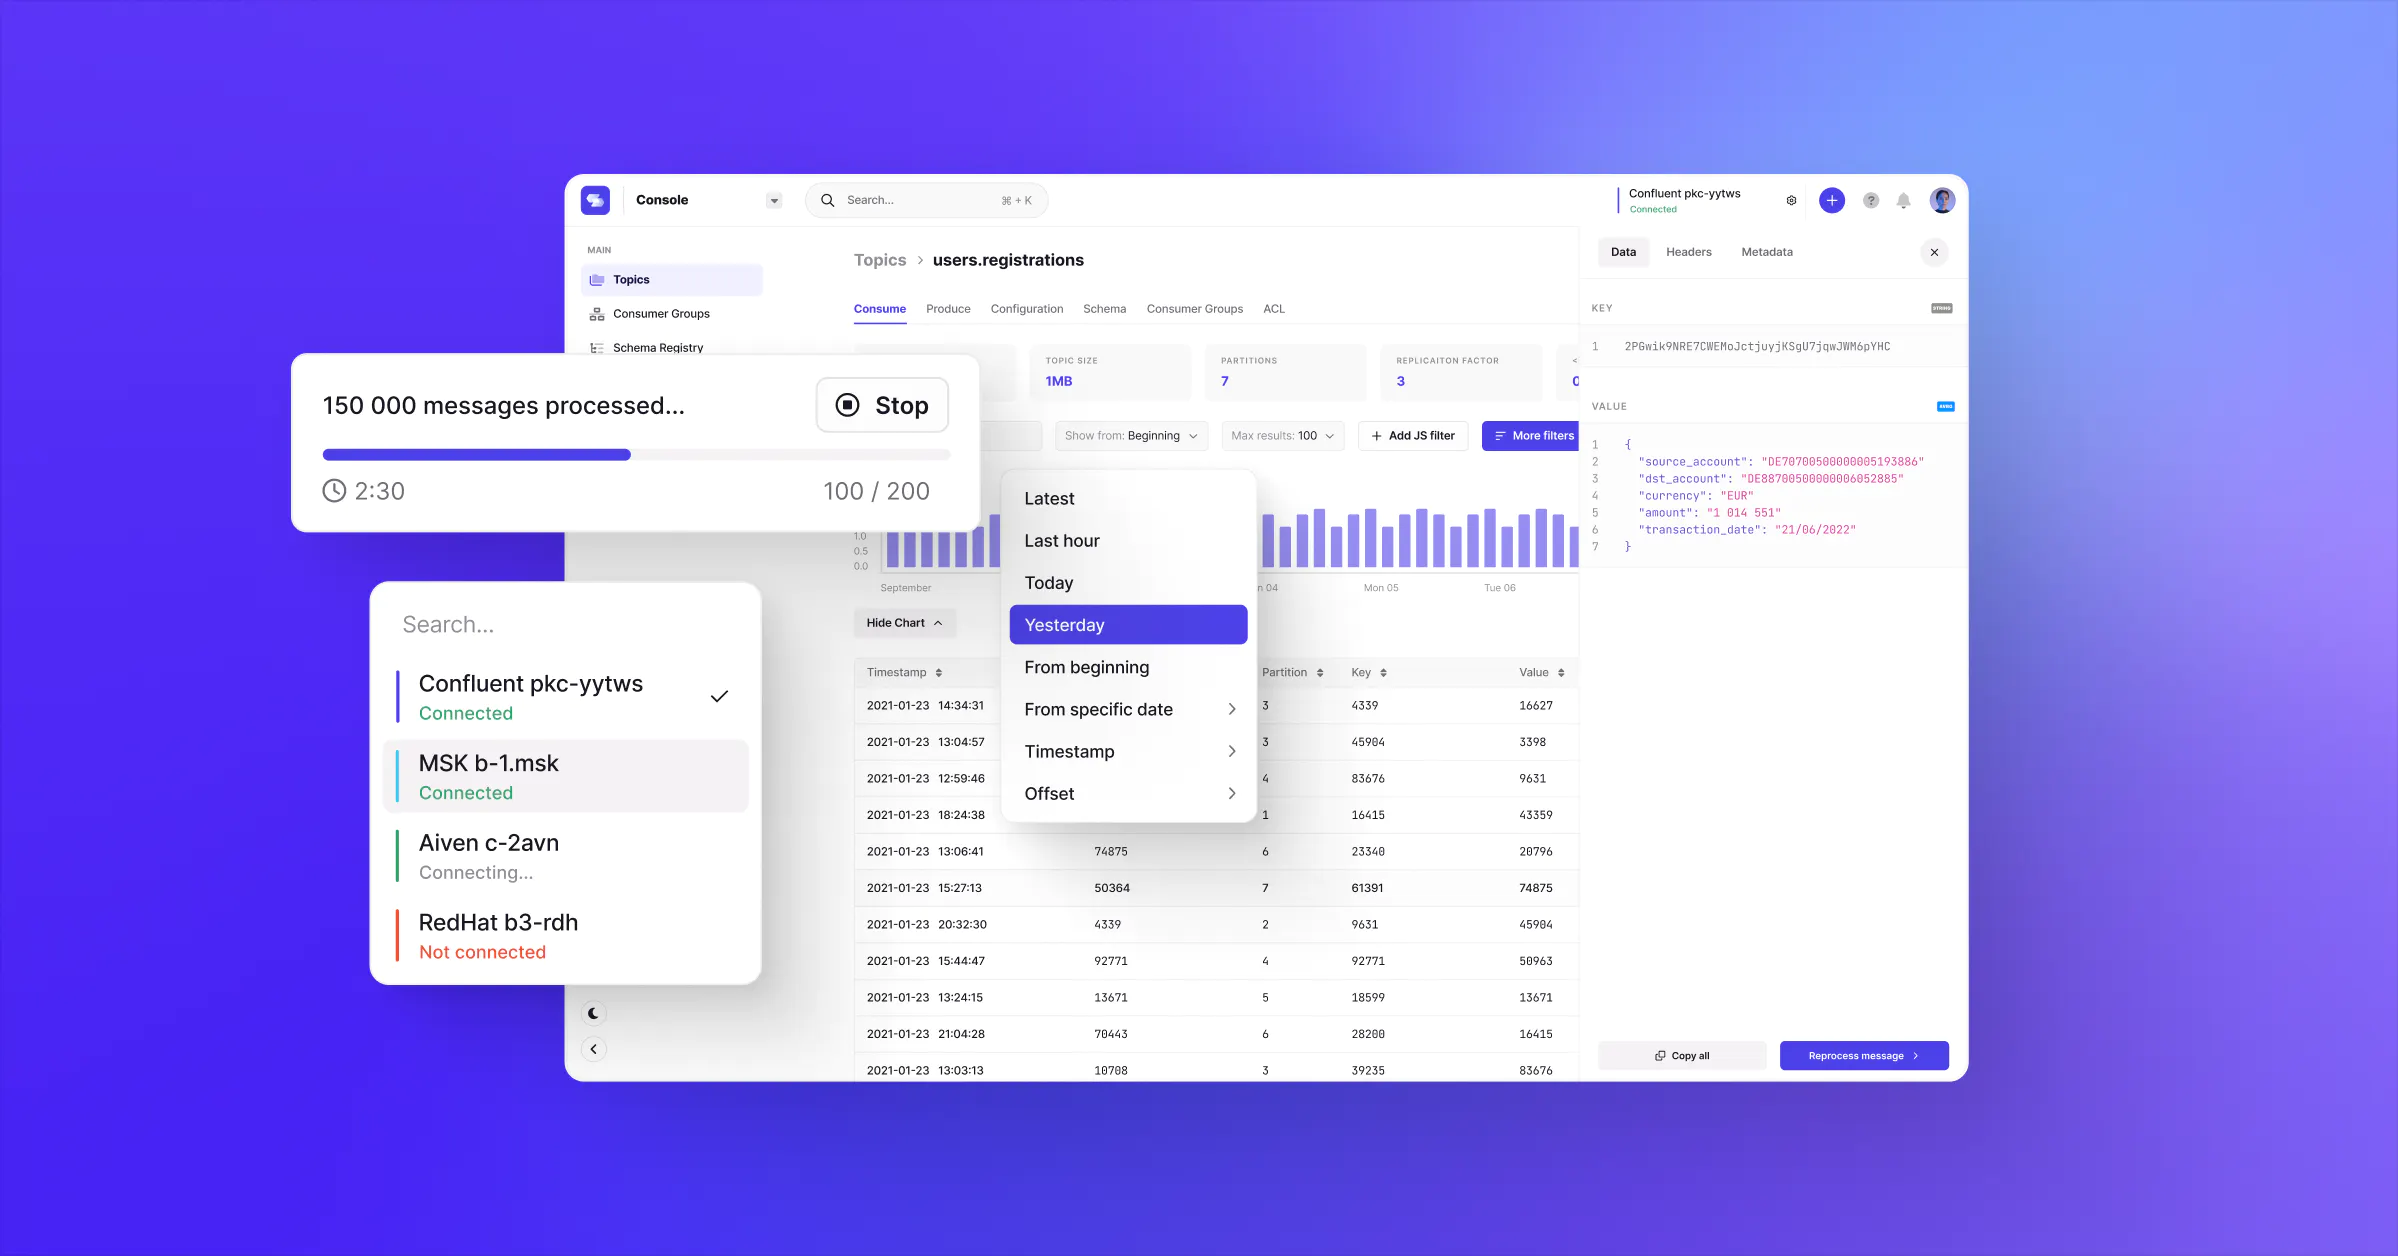 Console
Search...
⌘ + K
Confluent pkc-yytws
Connected
MAIN
Topics
Consumer Groups
Schema Registry
150 000 messages processed...
Stop
2:30
100 / 200
Search...
Confluent pkc-yytws
Connected
MSK b-1.msk
Connected
Aiven c-2avn
Connecting...
RedHat b3-rdh
Not connected
Topics > users.registrations
Consume Produce Configuration Schema Consumer Groups ACL
TOPIC SIZE PARTITIONS REPLICAITON FACTOR <
1MB 7 3 0
Show from: Beginning Max results: 100 + Add JS filter More filters
Latest
Last hour
Today
Yesterday
From beginning
From specific date
Timestamp
Offset
1.0
0.5
0.0
September n 04 Mon 05 Tue 06
Hide Chart
Timestamp Partition Key Value
2021-01-23 14:34:31 3 4339 16627
2021-01-23 13:04:57 3 45904 3398
2021-01-23 12:59:46 4 83676 9631
2021-01-23 18:24:38 1 16415 43359
2021-01-23 13:06:41 74875 6 23340 20796
2021-01-23 15:27:13 50364 7 61391 74875
2021-01-23 20:32:30 4339 2 9631 45904
2021-01-23 15:44:47 92771 4 92771 50963
2021-01-23 13:24:15 13671 5 18599 13671
2021-01-23 21:04:28 70443 6 28200 16415
2021-01-23 13:03:13 10708 3 39235 83676
Data Headers Metadata
KEY STRING
1 2PGwik9NRE7CWEMoJctjuyjKSgU7jqwJWM6pYHC
VALUE
1 {
2 "source_account": "DE70700500000005193886"
3 "dst_account": "DE88700500000006052885"
4 "currency": "EUR"
5 "amount": "1 014 551"
6 "transaction_date": "21/06/2022"
7 }
Copy all
Reprocess message >